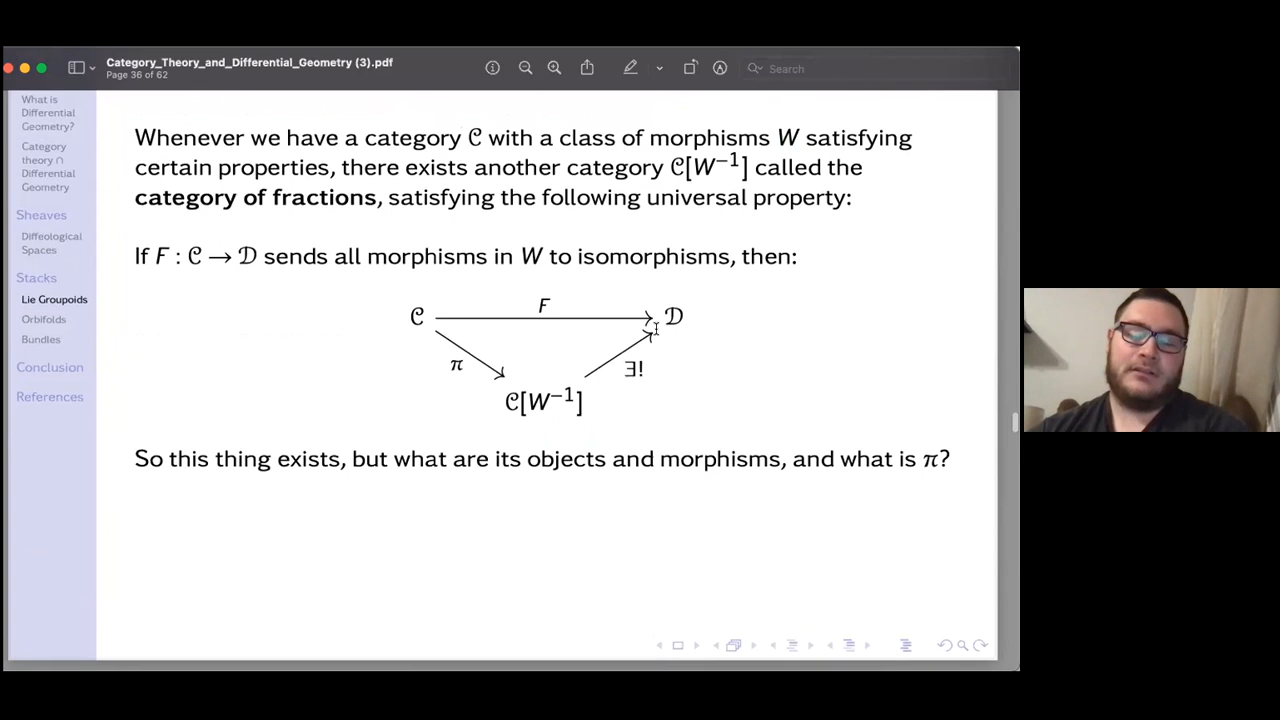 Category_Theory_and_Differential_Geometry (3).pdf
Page 36 of 62
Search
What is
Differential
Geometry?
Category
theory ∩
Differential
Geometry
Sheaves
Diffeological
Spaces
Stacks
Lie Groupoids
Orbifolds
Bundles
Conclusion
References
Whenever we have a category 𝒞 with a class of morphisms W satisfying
certain properties, there exists another category 𝒞[W⁻¹] called the
category of fractions, satisfying the following universal property:
If F : 𝒞 → 𝒟 sends all morphisms in W to isomorphisms, then:
F
𝒞 𝒟
π ∃!
𝒞[W⁻¹]
So this thing exists, but what are its objects and morphisms, and what is π?